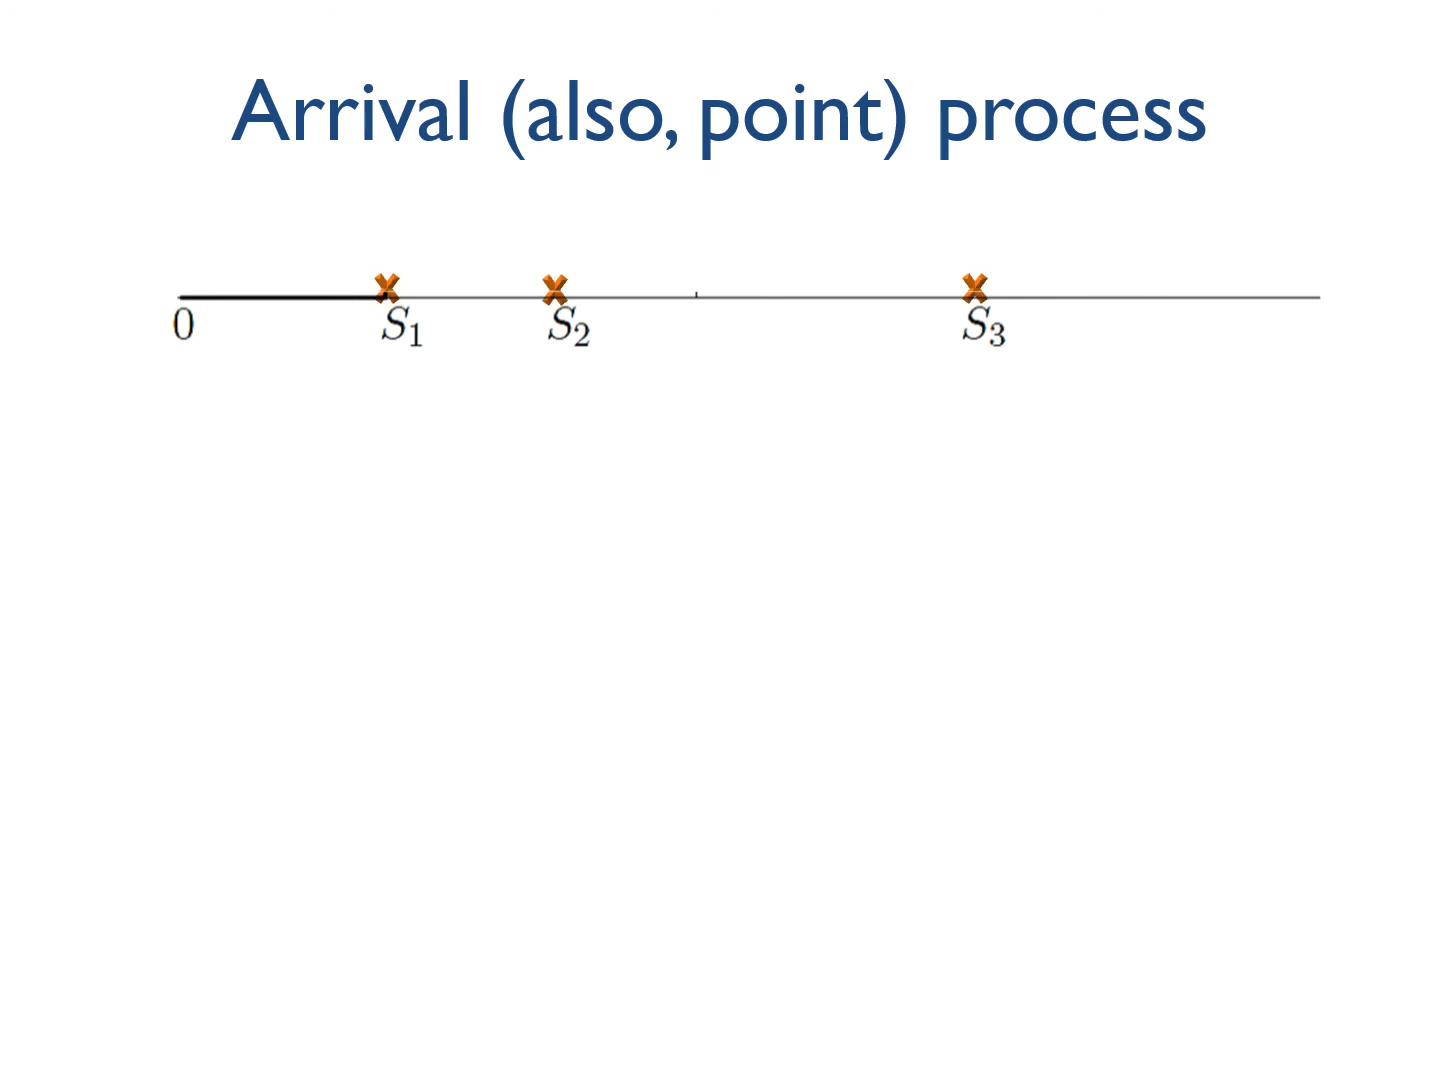 Arrival (also, point) process
0 S₁ S₂ S₃